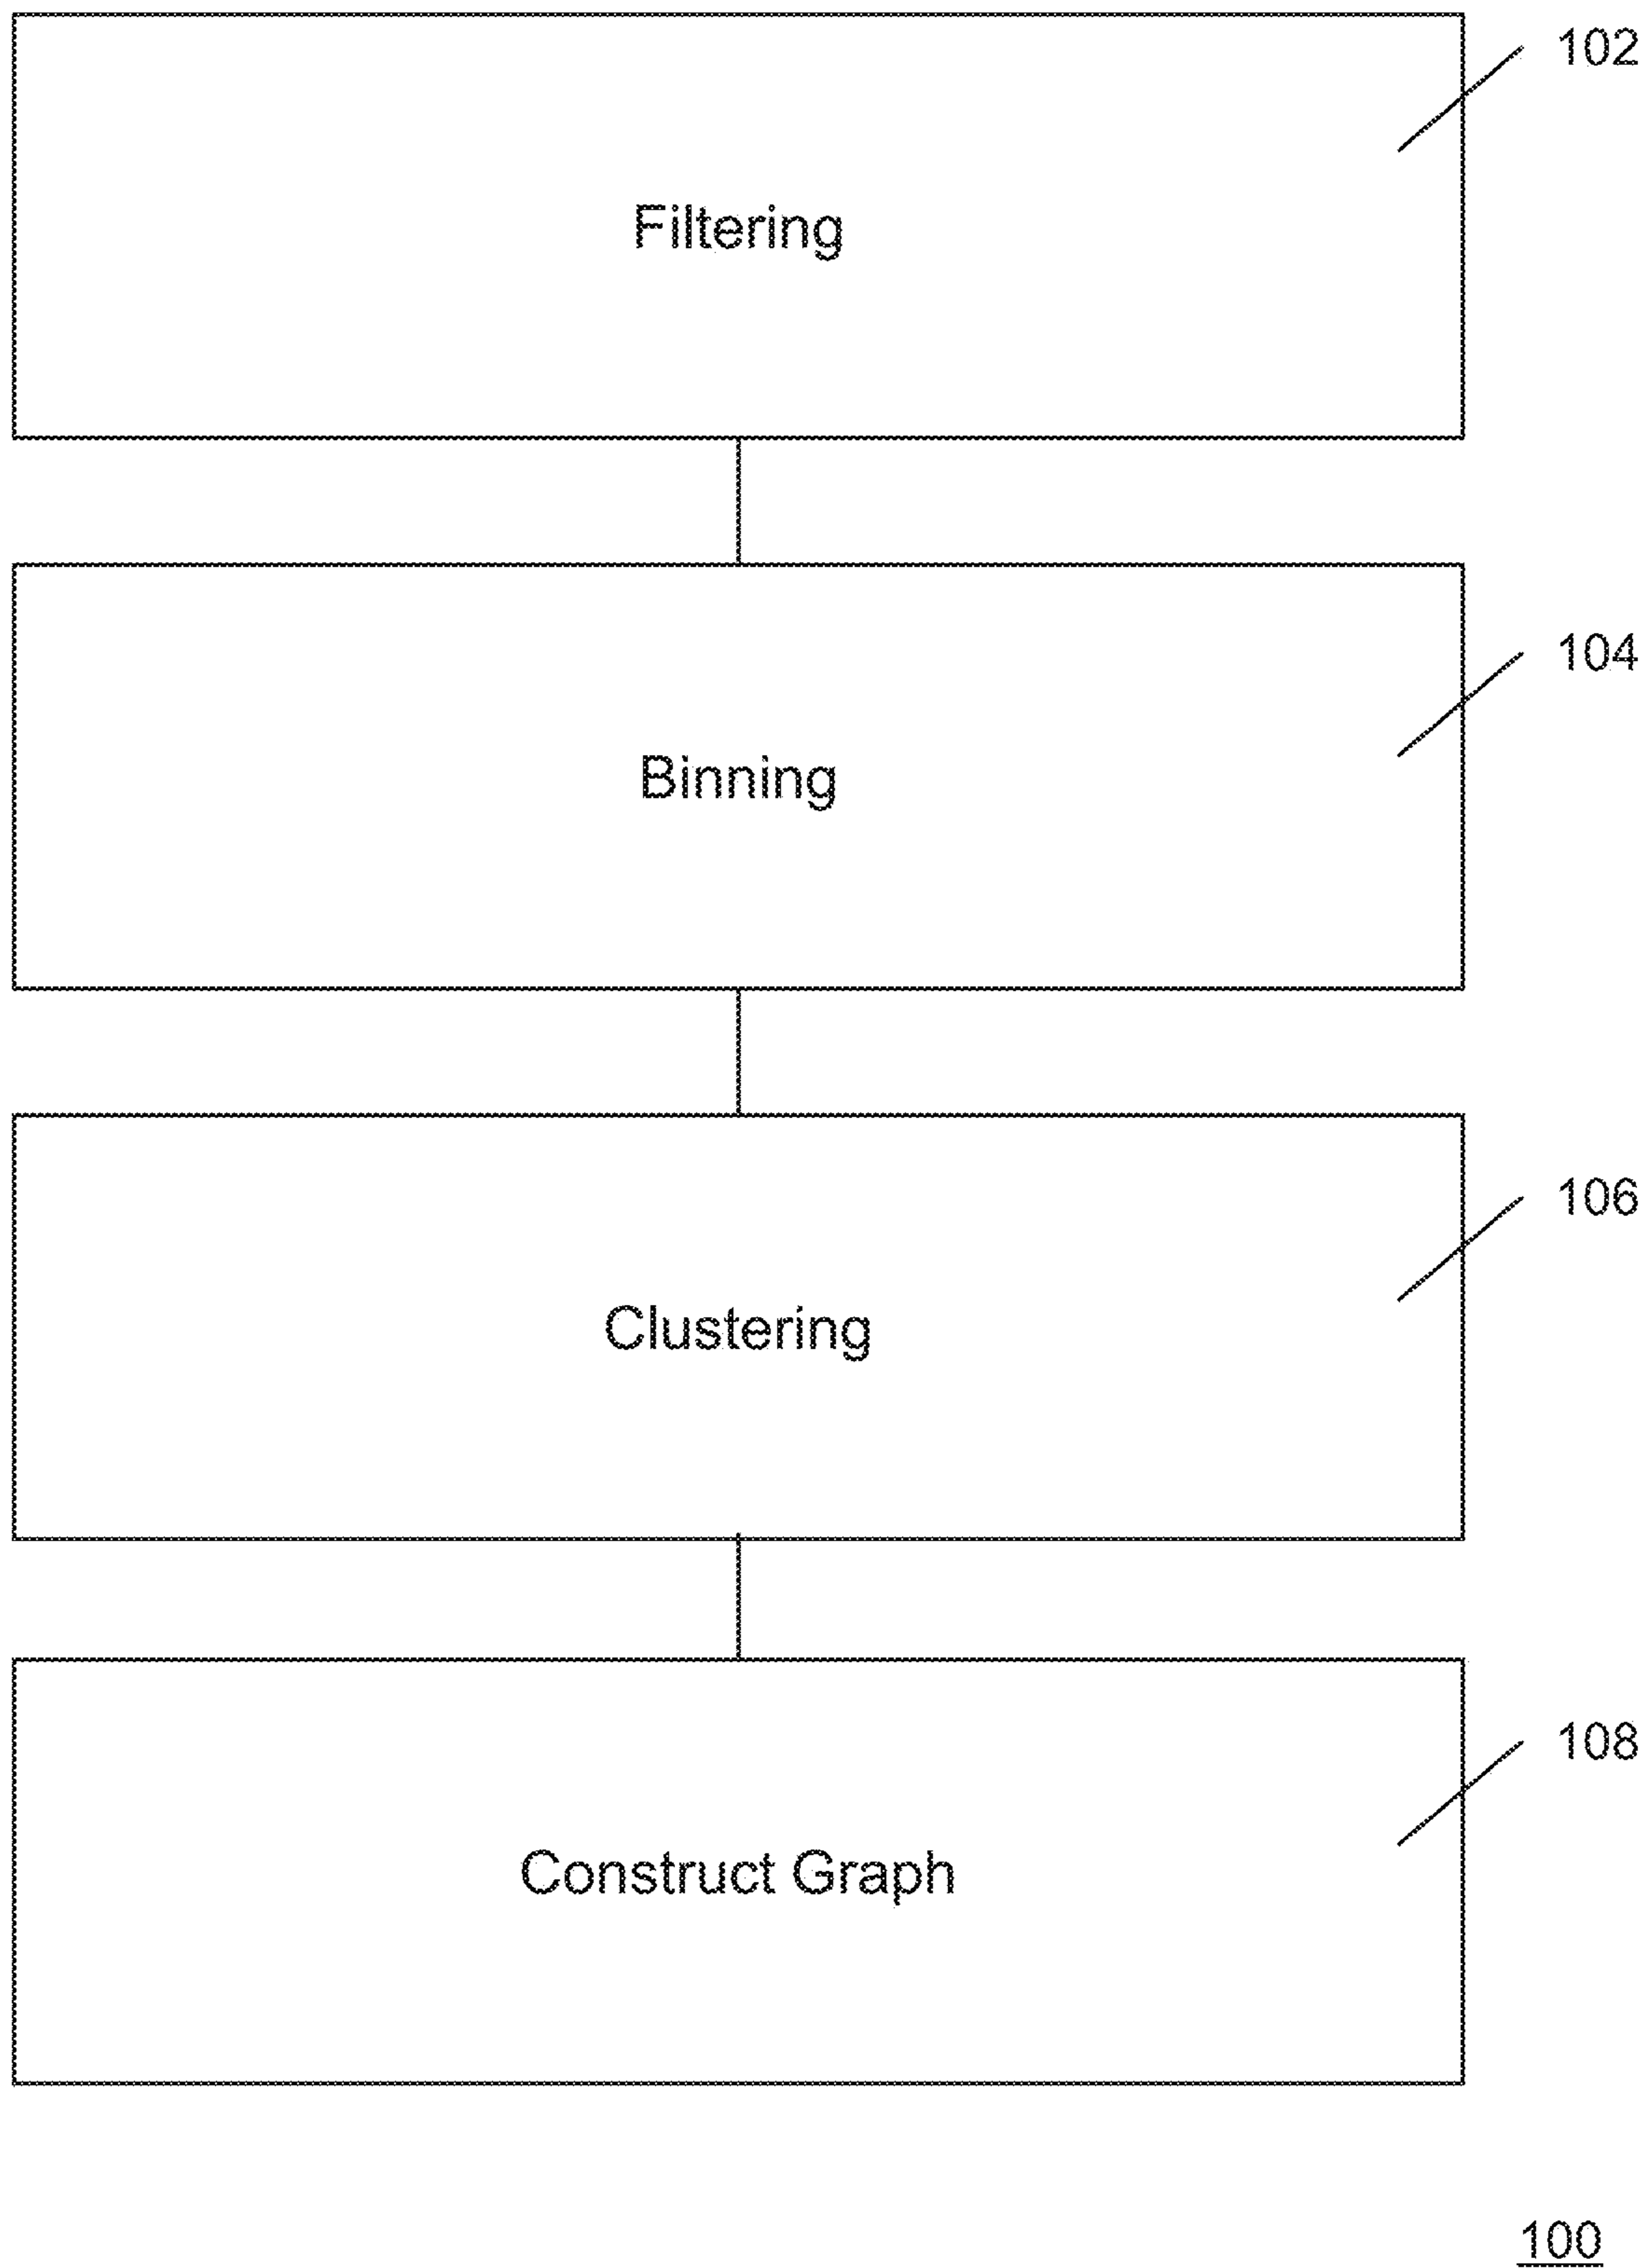 102
Filtering
104
Binning
106
Clustering
108
Construct Graph
100